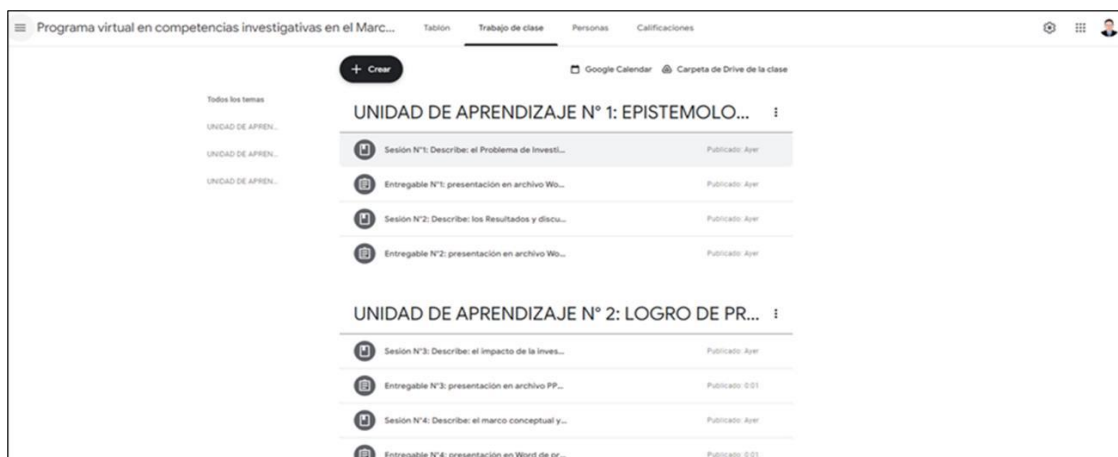 Programa virtual en competencias investigativas en el Marc...
Tablón
Trabajo de clase
Personas
Calificaciones
+ Crear
Google Calendar
Carpeta de Drive de la clase
Todos los temas
UNIDAD DE APREN...
UNIDAD DE APREN...
UNIDAD DE APREN...
UNIDAD DE APRENDIZAJE N° 1: EPISTEMOLO...
Sesión N°1: Describe: el Problema de Investi... Publicado: Ayer
Entregable N°1: presentación en archivo Wo... Publicado: Ayer
Sesión N°2: Describe: los Resultados y discu... Publicado: Ayer
Entregable N°2: presentación en archivo Wo... Publicado: Ayer
UNIDAD DE APRENDIZAJE N° 2: LOGRO DE PR...
Sesión N°3: Describe: el impacto de la inves... Publicado: Ayer
Entregable N°3: presentación en archivo PP... Publicado: 0:01
Sesión N°4: Describe: el marco conceptual y... Publicado: Ayer
Entregable N°4: presentación en Word de pr... Publicado: 0:01